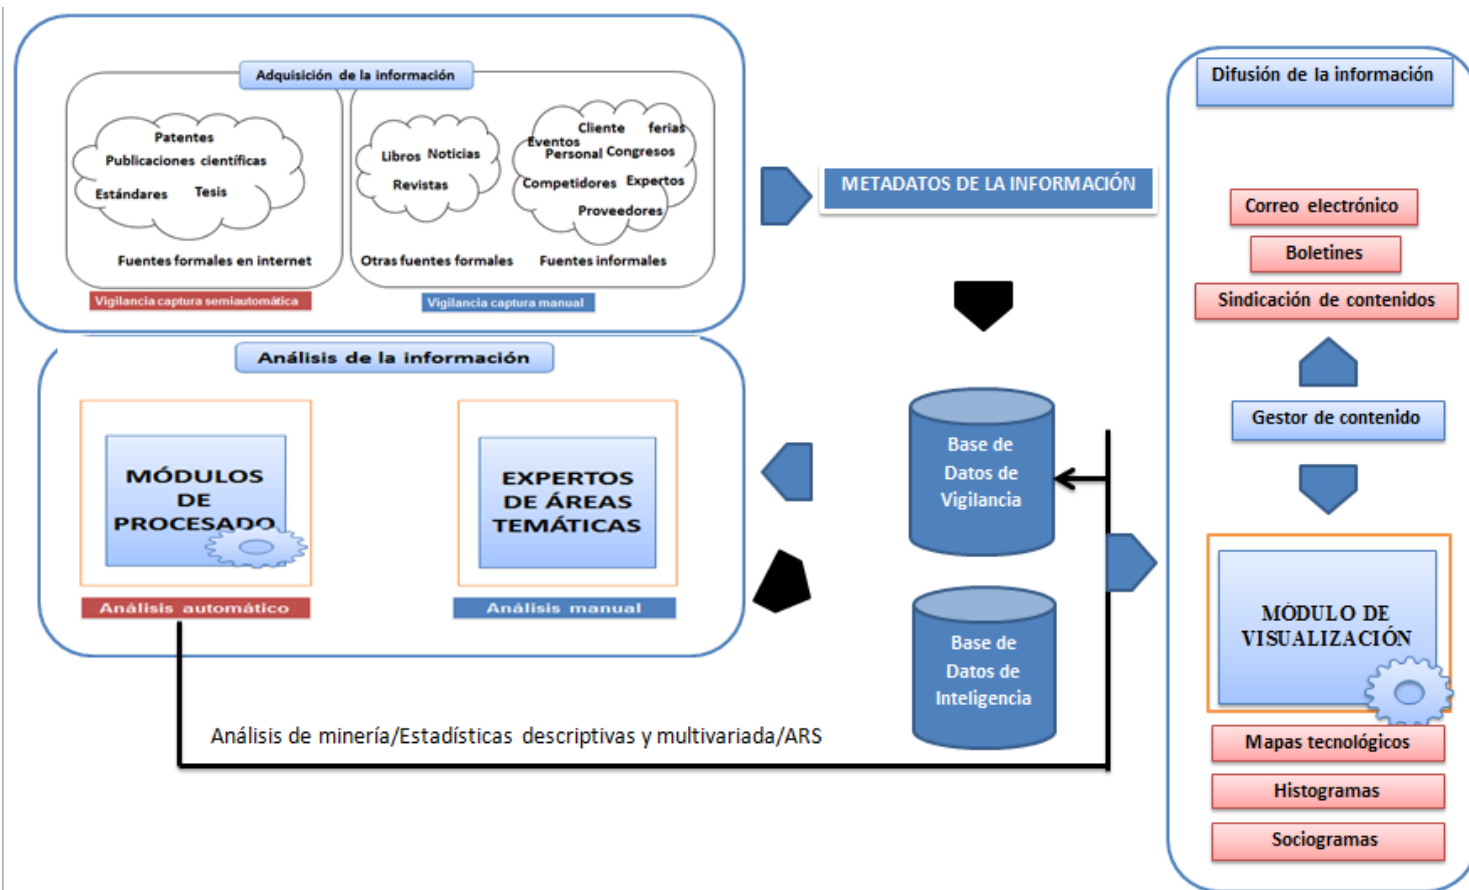 Adquisición de la información
Patentes
Publicaciones científicas
Estándares
Tesis
Libros
Noticias
Revistas
Cliente
ferias
Eventos
Personal
Congresos
Competidores
Expertos
Proveedores
Fuentes formales en internet
Otras fuentes formales
Fuentes informales
Vigilancia captura semiautomática
Vigilancia captura manual
METADATOS DE LA INFORMACIÓN
Análisis de la información
MÓDULOS
DE
PROCESADO
EXPERTOS
DE ÁREAS
TEMÁTICAS
Análisis automático
Análisis manual
Base de
Datos de
Vigilancia
Base de
Datos de
Inteligencia
Análisis de minería/Estadísticas descriptivas y multivariada/ARS
Difusión de la información
Correo electrónico
Boletines
Sindicación de contenidos
Gestor de contenido
MÓDULO DE
VISUALIZACIÓN
Mapas tecnológicos
Histogramas
Sociogramas